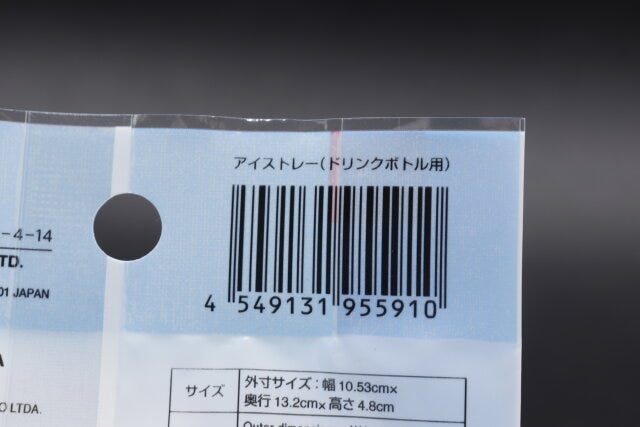 アイストレー(ドリンクボトル用)
4 549131 955910
-4-14
TD.
01 JAPAN
A
O LTDA.
サイズ
外寸サイズ:幅 10.53cm×
奥行 13.2cm× 高さ 4.8cm
Outer